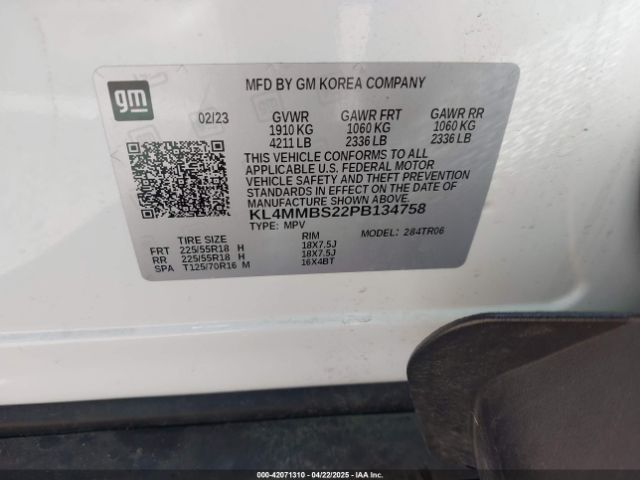 gm
MFD BY GM KOREA COMPANY
02/23 GVWR GAWR FRT GAWR RR
1910 KG 1060 KG 1060 KG
4211 LB 2336 LB 2336 LB
THIS VEHICLE CONFORMS TO ALL
APPLICABLE U.S. FEDERAL MOTOR
VEHICLE SAFETY AND THEFT PREVENTION
STANDARDS IN EFFECT ON THE DATE OF
MANUFACTURE SHOWN ABOVE.
KL4MMBS22PB134758
TYPE: MPV MODEL: 284TR06
TIRE SIZE RIM
FRT 225/55R18 H 18X7.5J
RR 225/55R18 H 18X7.5J
SPA T125/70R16 M 16X4BT
000-42071310 04/22/2025 IAAI.COM